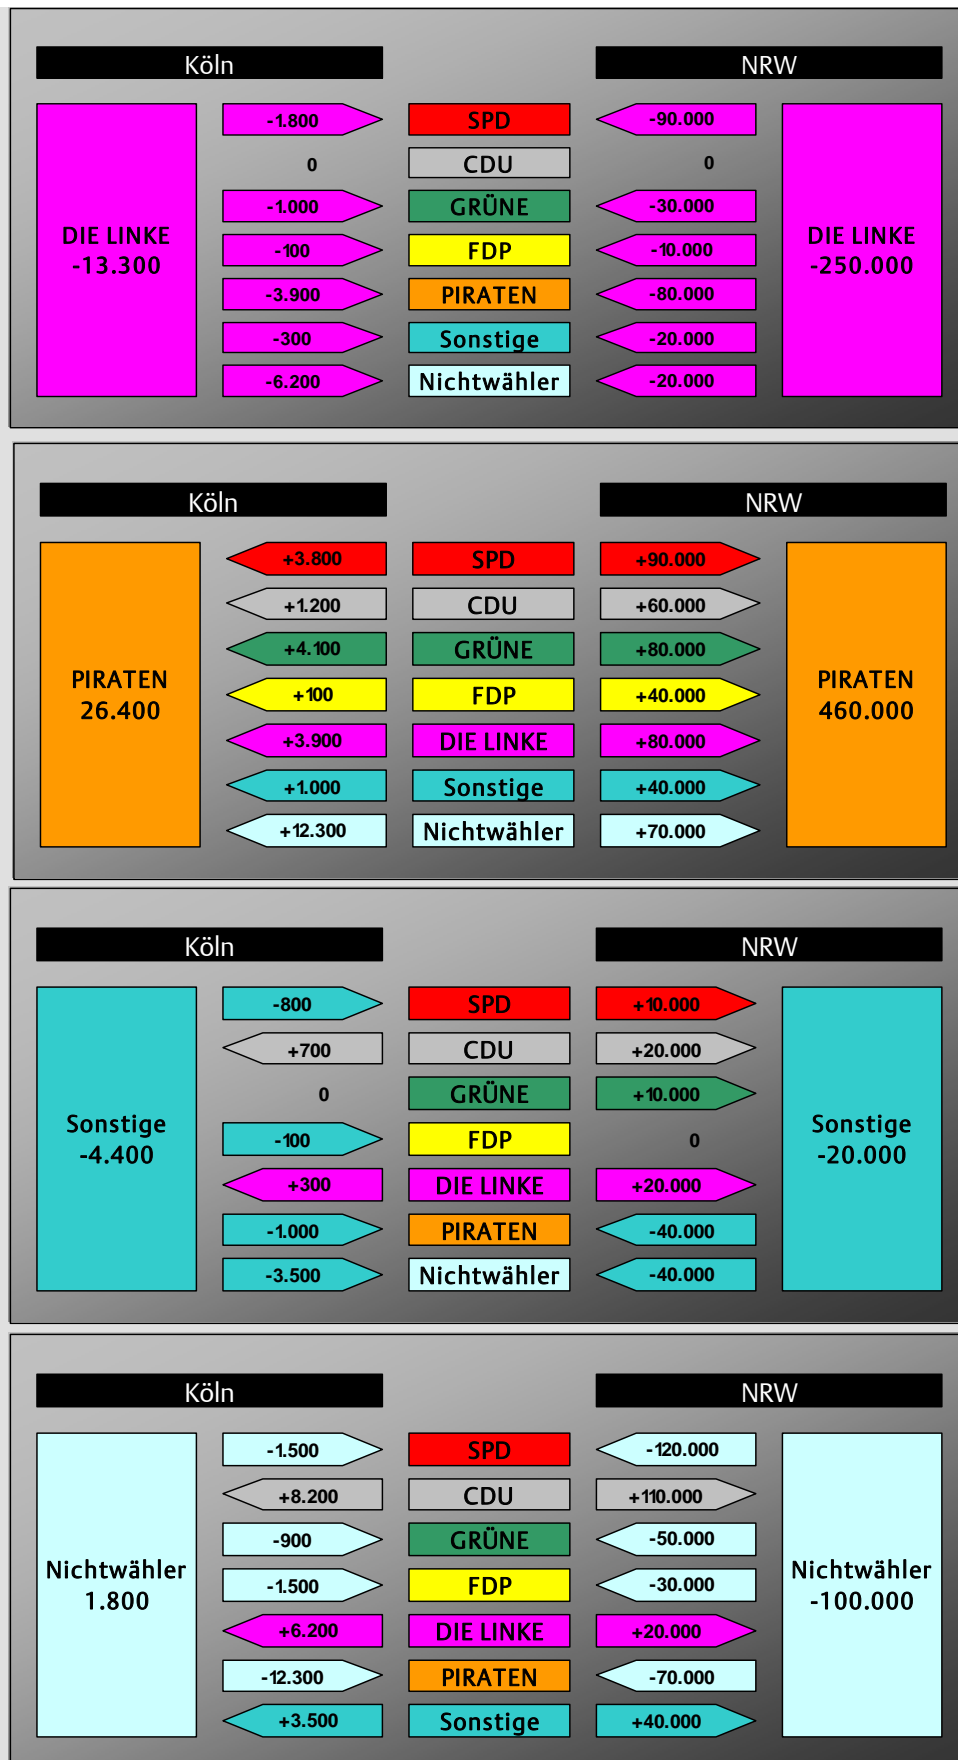 Köln NRW
-1.800 SPD -90.000
0 CDU 0
-1.000 GRÜNE -30.000
DIE LINKE DIE LINKE
-13.300 -100 FDP -10.000 -250.000
-3.900 PIRATEN -80.000
-300 Sonstige -20.000
-6.200 Nichtwähler -20.000
Köln NRW
+3.800 SPD +90.000
+1.200 CDU +60.000
+4.100 GRÜNE +80.000
PIRATEN PIRATEN
26.400 +100 FDP +40.000 460.000
+3.900 DIE LINKE +80.000
+1.000 Sonstige +40.000
+12.300 Nichtwähler +70.000
Köln NRW
-800 SPD +10.000
+700 CDU +20.000
0 GRÜNE +10.000
Sonstige Sonstige
-4.400 -100 FDP 0 -20.000
+300 DIE LINKE +20.000
-1.000 PIRATEN -40.000
-3.500 Nichtwähler -40.000
Köln NRW
-1.500 SPD -120.000
+8.200 CDU +110.000
-900 GRÜNE -50.000
Nichtwähler Nichtwähler
1.800 -1.500 FDP -30.000 -100.000
+6.200 DIE LINKE +20.000
-12.300 PIRATEN -70.000
+3.500 Sonstige +40.000